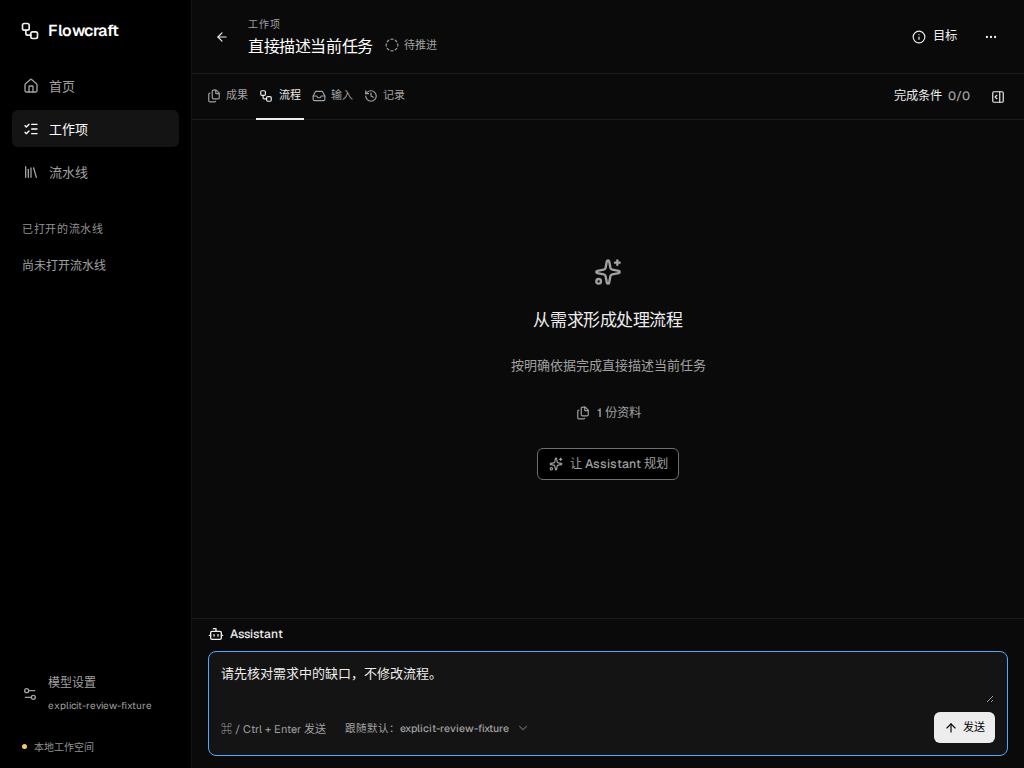 Flowcraft
首页
工作项
流水线
已打开的流水线
尚未打开流水线
模型设置
explicit-review-fixture
本地工作空间
工作项
直接描述当前任务
待推进
目标
成果
流程
输入
记录
完成条件 0/0
从需求形成处理流程
按明确依据完成直接描述当前任务
1 份资料
让 Assistant 规划
Assistant
请先核对需求中的缺口，不修改流程。
⌘ / Ctrl + Enter 发送
跟随默认：explicit-review-fixture
发送